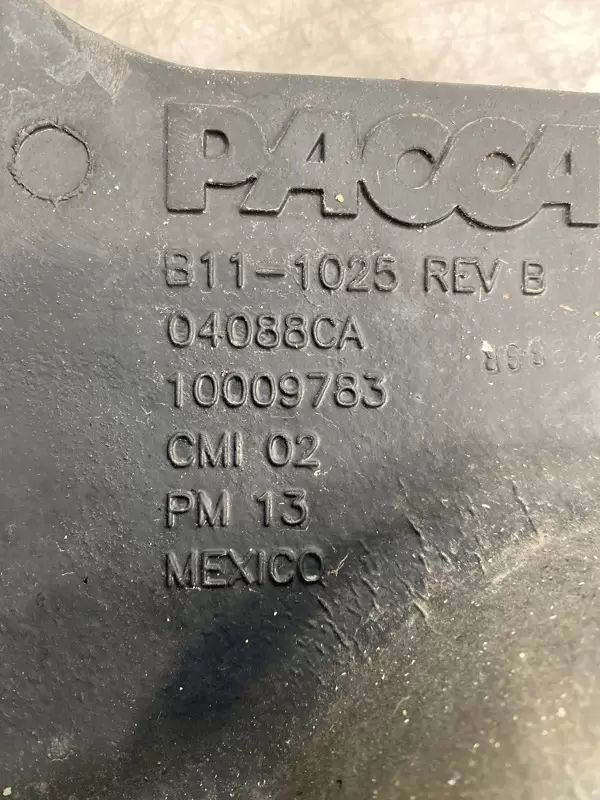 PACCA
B11-1025 REV B
04088CA
10009783
CMI 02
PM 13
MEXICO